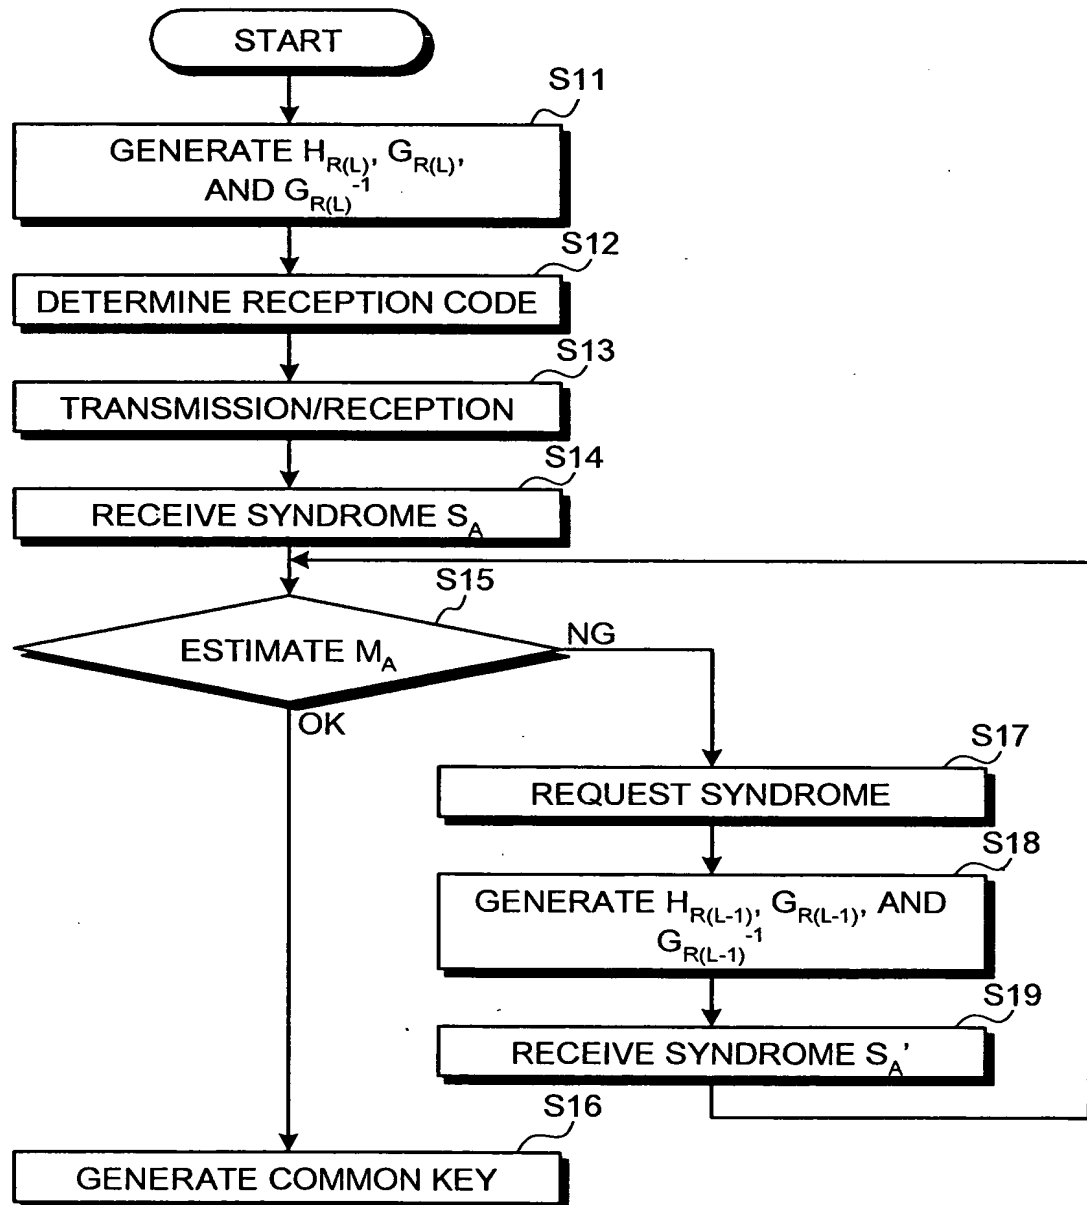 START
S11
GENERATE H_R(L), G_R(L),
AND G_R(L)^-1
S12
DETERMINE RECEPTION CODE
S13
TRANSMISSION/RECEPTION
S14
RECEIVE SYNDROME S_A
S15
ESTIMATE M_A
NG
OK
S17
REQUEST SYNDROME
S18
GENERATE H_R(L-1), G_R(L-1), AND
G_R(L-1)^-1
S19
RECEIVE SYNDROME S_A'
S16
GENERATE COMMON KEY